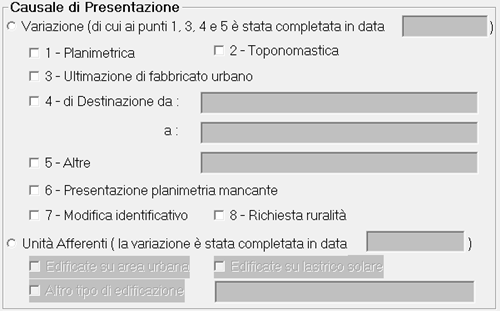 Causale di Presentazione
Variazione (di cui ai punti 1, 3, 4 e 5 è stata completata in data )
1 - Planimetrica 2 - Toponomastica
3 - Ultimazione di fabbricato urbano
4 - di Destinazione da :
a :
5 - Altre
6 - Presentazione planimetria mancante
7 - Modifica identificativo 8 - Richiesta ruralità
Unità Afferenti ( la variazione è stata completata in data )
Edificate su area urbana Edificate su lastrico solare
Altro tipo di edificazione